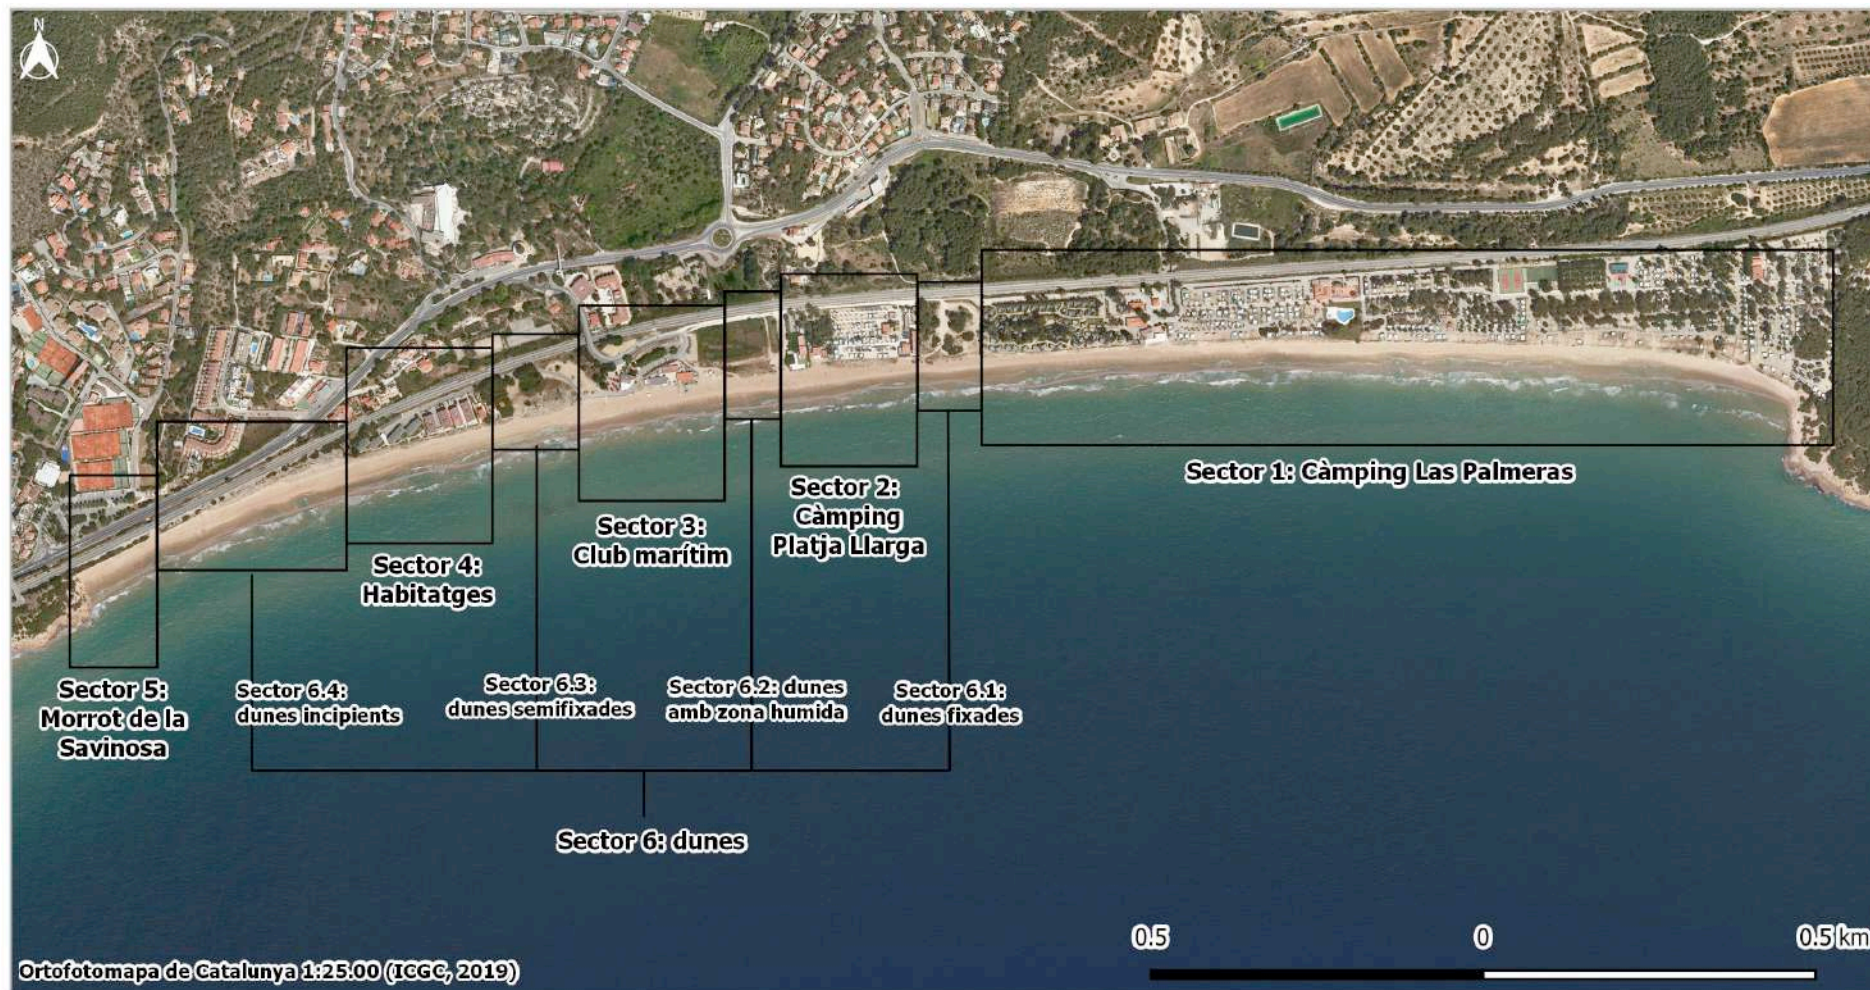 N
Sector 1: Càmping Las Palmeras
Sector 2:
Càmping
Platja Llarga
Sector 3:
Club marítim
Sector 4:
Habitatges
Sector 5:
Morrot de la
Savinosa
Sector 6.4:
dunes incipients
Sector 6.3:
dunes semifixades
Sector 6.2: dunes
amb zona humida
Sector 6.1:
dunes fixades
Sector 6: dunes
0.5 0 0.5 km
Ortofotomapa de Catalunya 1:25.00 (ICGC, 2019)